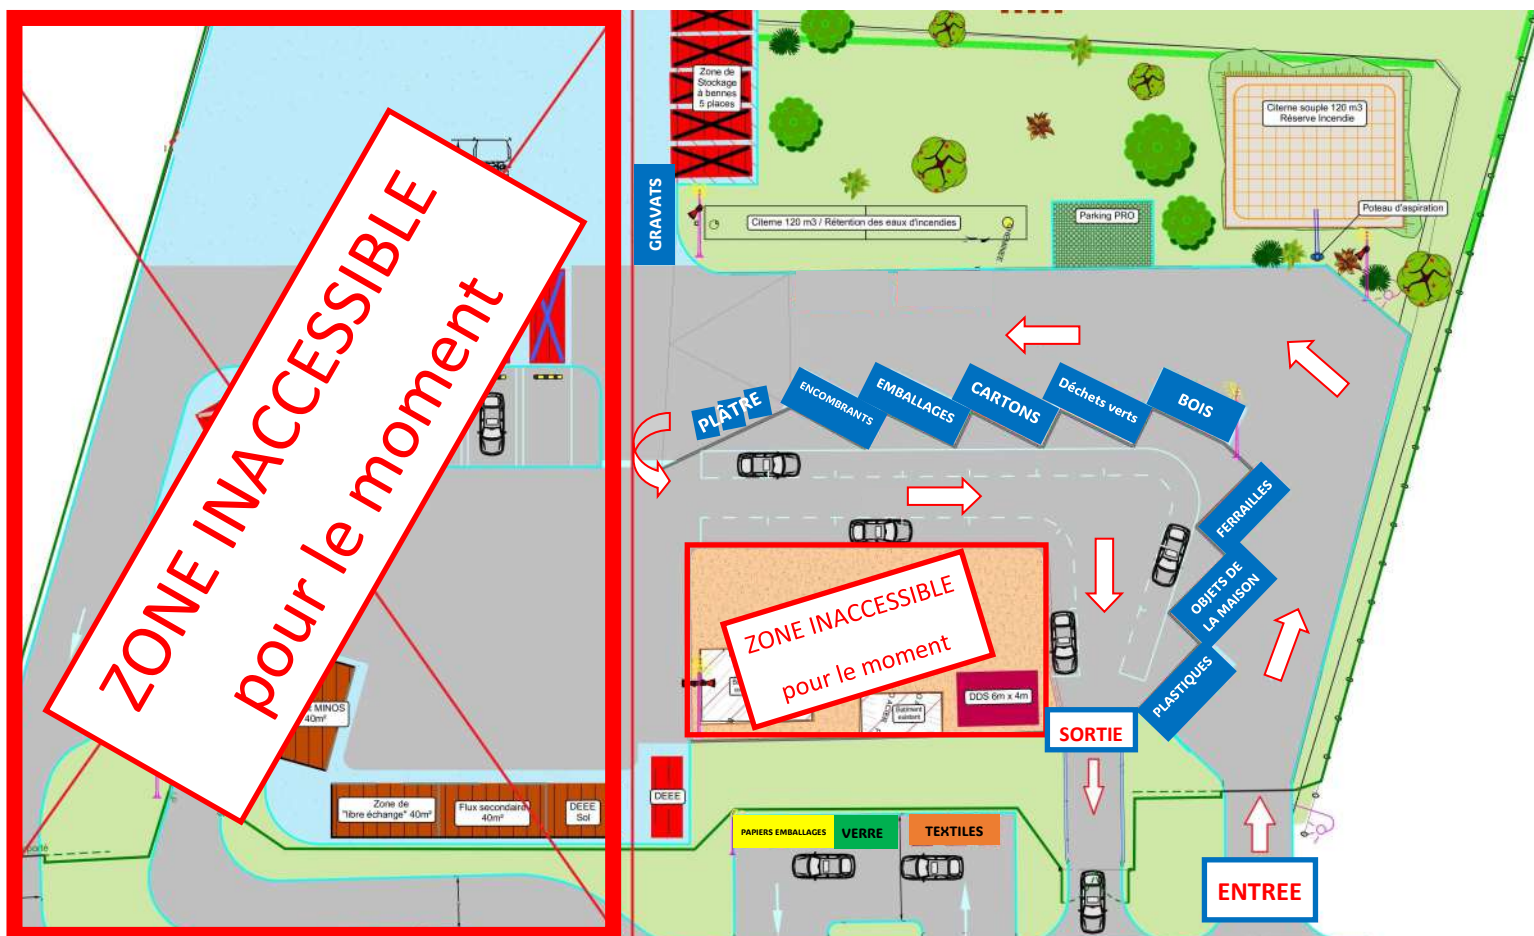 Zone de
Stockage
à bennes
5 places
Citerne souple 120 m3
Réserve Incendie
GRAVATS
Citerne 120 m3 / Rétention des eaux d'incendies
Parking PRO
Poteau d'aspiration
ZONE INACCESSIBLE
pour le moment
PLÂTRE
ENCOMBRANTS
EMBALLAGES
CARTONS
Déchets verts
BOIS
FERRAILLES
OBJETS DE
LA MAISON
PLASTIQUES
ZONE INACCESSIBLE
pour le moment
DDS 6m x 4m
Batiment
existant
MINOS
40m²
SORTIE
Zone de
"libre échange" 40m²
Flux secondaire
40m²
DEEE
Sol
DEEE
PAPIERS EMBALLAGES
VERRE
TEXTILES
ENTREE